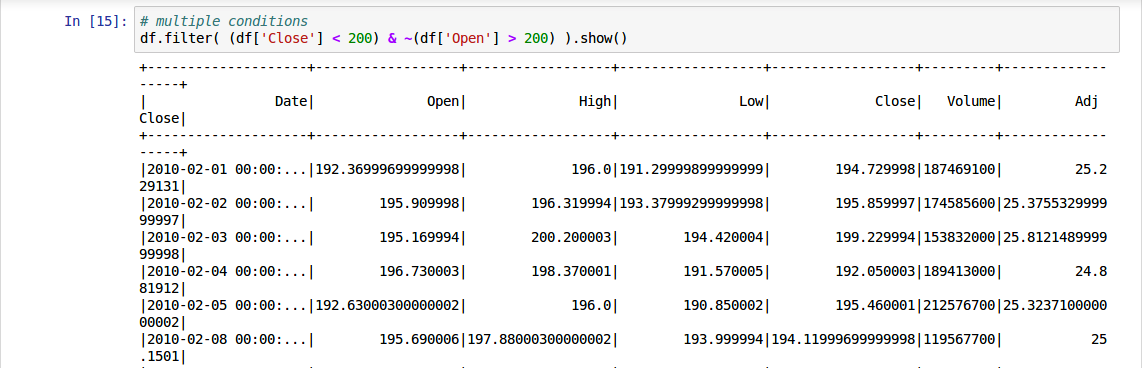 In [15]: # multiple conditions
df.filter( (df['Close'] < 200) & ~(df['Open'] > 200) ).show()
+--------------------+------------------+------------------+------------------+------------------+---------+-------------
-----+
|                Date|              Open|              High|               Low|             Close|   Volume|         Adj
Close|
+--------------------+------------------+------------------+------------------+------------------+---------+-------------
-----+
|2010-02-01 00:00:...|192.36999699999998|             196.0|191.29999899999999|        194.729998|187469100|         25.2
29131|
|2010-02-02 00:00:...|        195.909998|        196.319994|193.37999299999998|        195.859997|174585600|25.3755329999
99997|
|2010-02-03 00:00:...|        195.169994|        200.200003|        194.420004|        199.229994|153832000|25.8121489999
99998|
|2010-02-04 00:00:...|        196.730003|        198.370001|        191.570005|        192.050003|189413000|         24.8
81912|
|2010-02-05 00:00:...|192.63000300000002|             196.0|        190.850002|        195.460001|212576700|25.3237100000
00002|
|2010-02-08 00:00:...|        195.690006|197.88000300000002|        193.999994|194.11999699999998|119567700|           25
.1501|